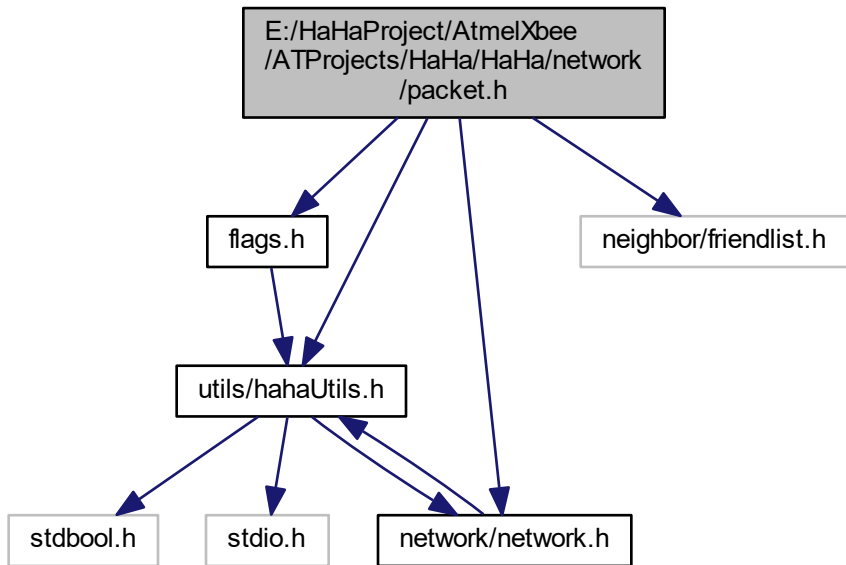 E:/HaHaProject/AtmelXbee
/ATProjects/HaHa/HaHa/network
/packet.h
flags.h
neighbor/friendlist.h
utils/hahaUtils.h
stdbool.h
stdio.h
network/network.h